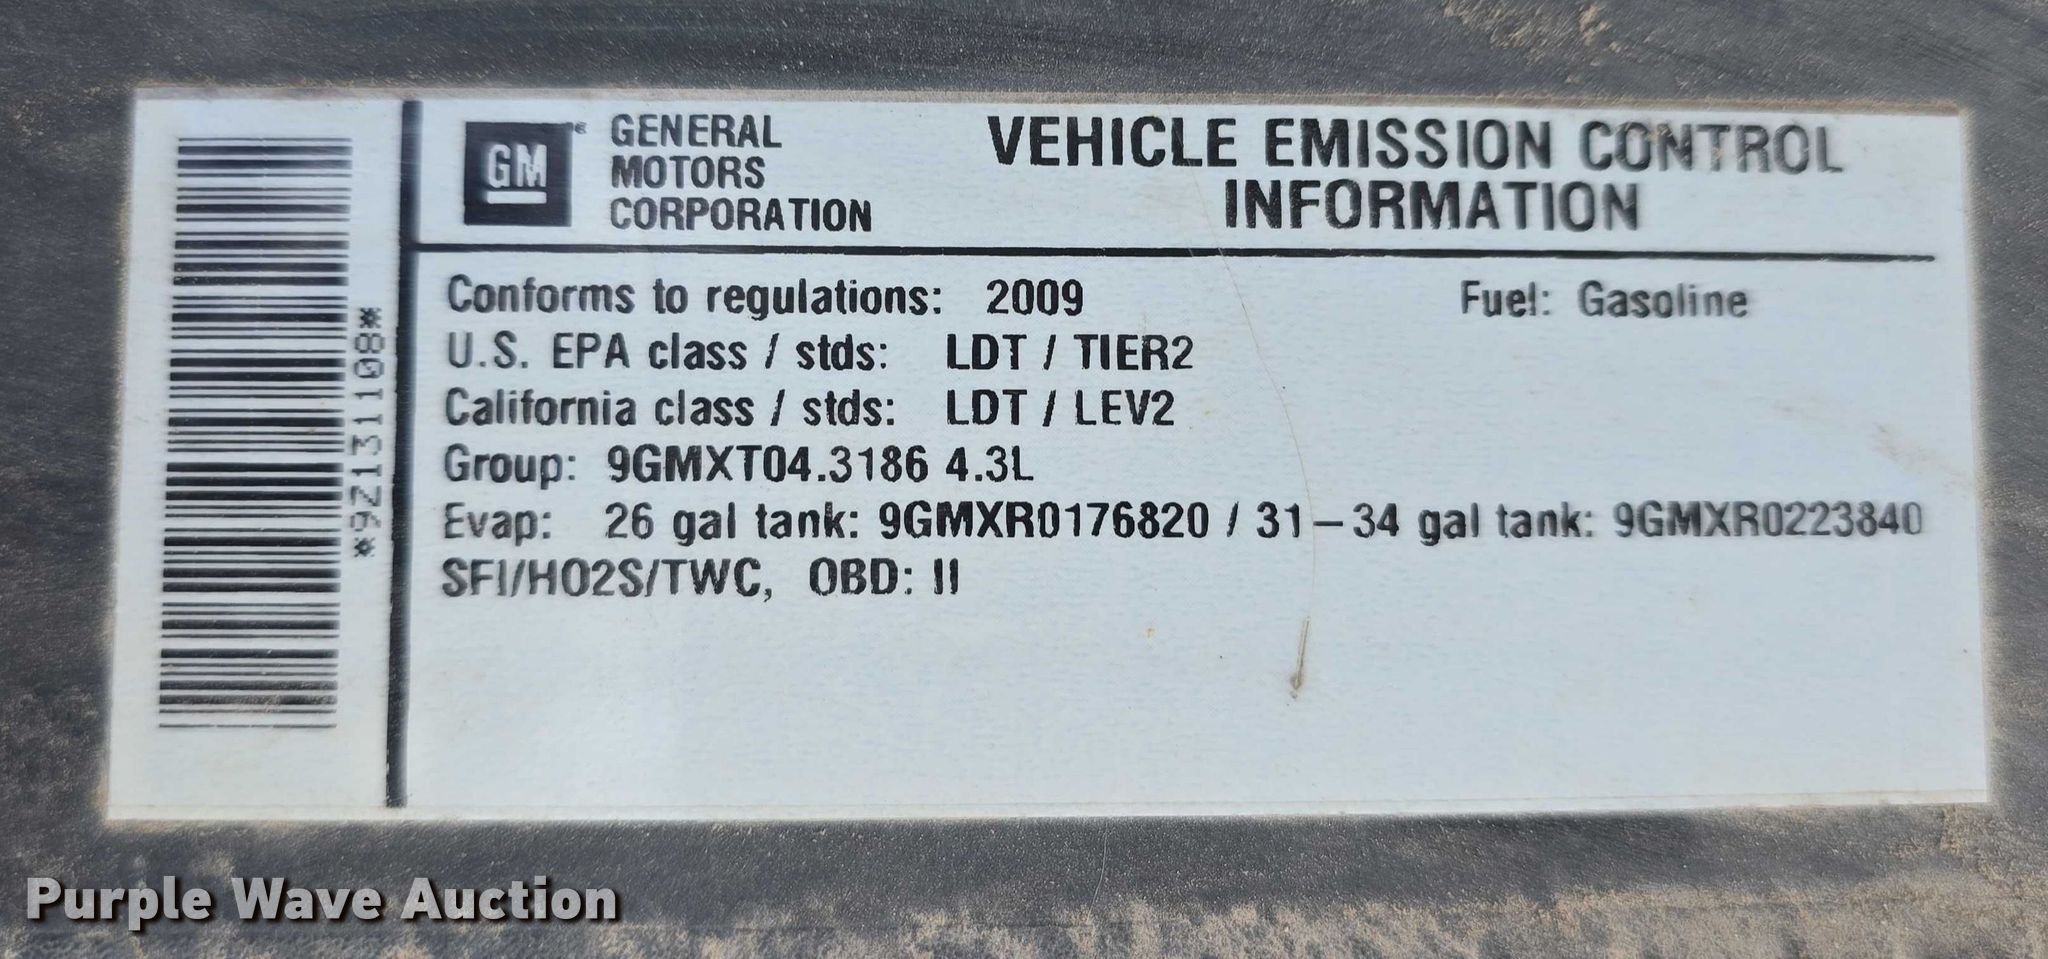 *9Z131108*
GM
GENERAL
MOTORS
CORPORATION
VEHICLE EMISSION CONTROL
INFORMATION
Conforms to regulations: 2009 Fuel: Gasoline
U.S. EPA class / stds: LDT / TIER2
California class / stds: LDT / LEV2
Group: 9GMXT04.3186 4.3L
Evap: 26 gal tank: 9GMXR0176820 / 31–34 gal tank: 9GMXR0223840
SFI/HO2S/TWC, OBD: II
Purple Wave Auction